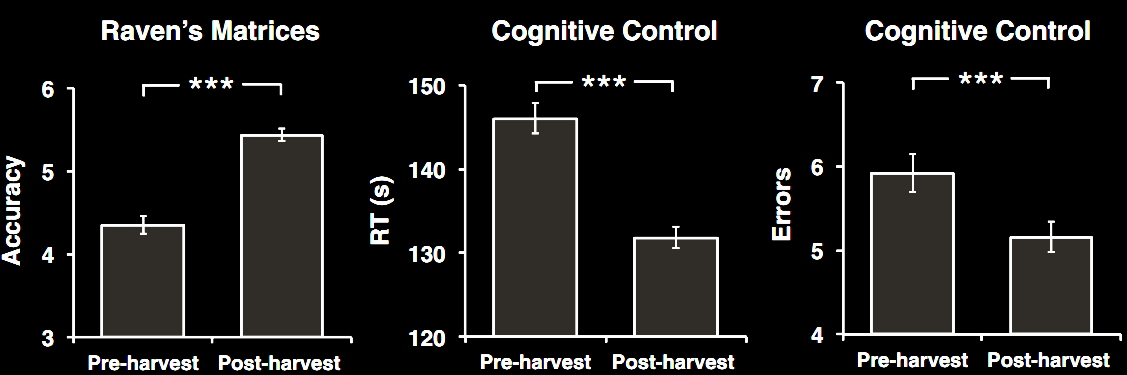 Raven’s Matrices
Accuracy
6
5
4
3
***
Pre-harvest Post-harvest
Cognitive Control
RT (s)
150
140
130
120
***
Pre-harvest Post-harvest
Cognitive Control
Errors
7
6
5
4
***
Pre-harvest Post-harvest